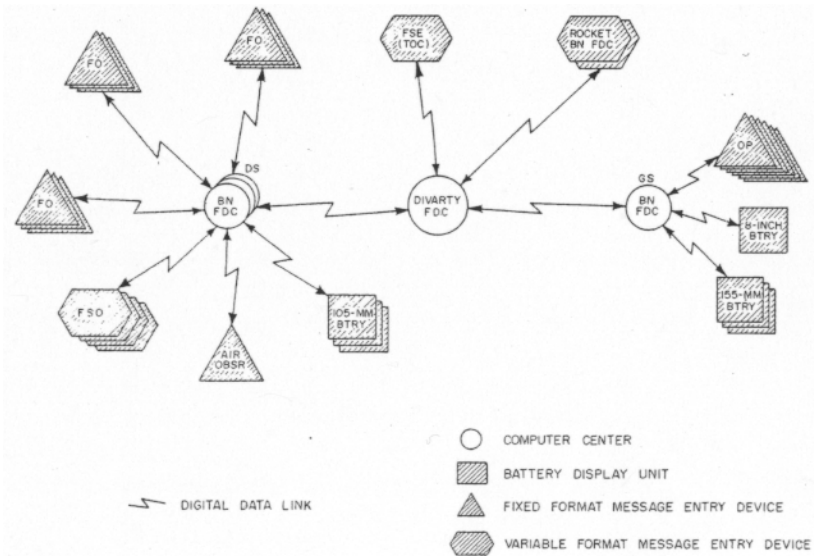 FO
FO
FSE
(TOC)
ROCKET-
BN FDC
OP
DS
GS
FO
BN
FDC
DIVARTY
FDC
BN
FDC
8-INCH
BTRY
FSO
105-MM
BTRY
155-MM
BTRY
AIR
OBSR
COMPUTER CENTER
BATTERY DISPLAY UNIT
DIGITAL DATA LINK
FIXED FORMAT MESSAGE ENTRY DEVICE
VARIABLE FORMAT MESSAGE ENTRY DEVICE